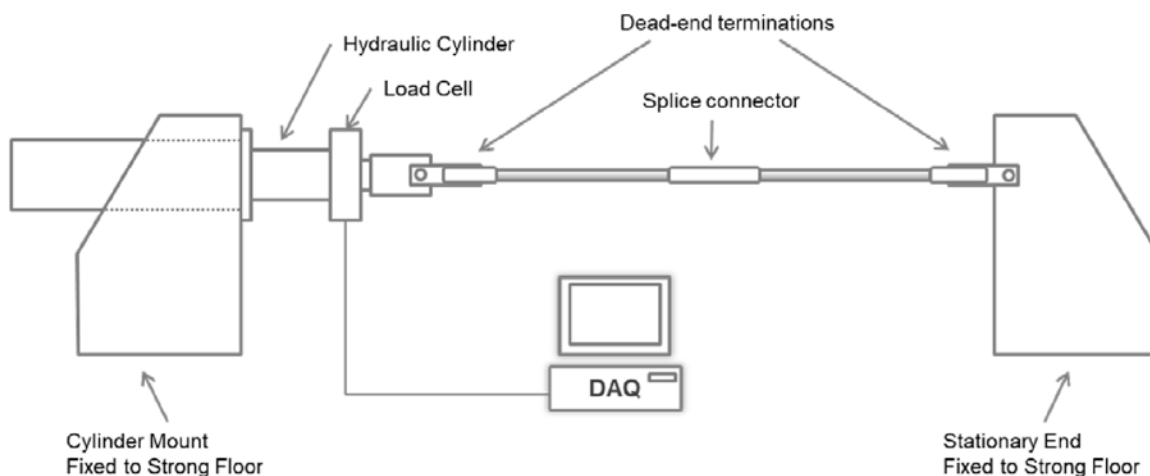 Dead-end terminations
Hydraulic Cylinder
Load Cell
Splice connector
DAQ
Cylinder Mount
Fixed to Strong Floor
Stationary End
Fixed to Strong Floor